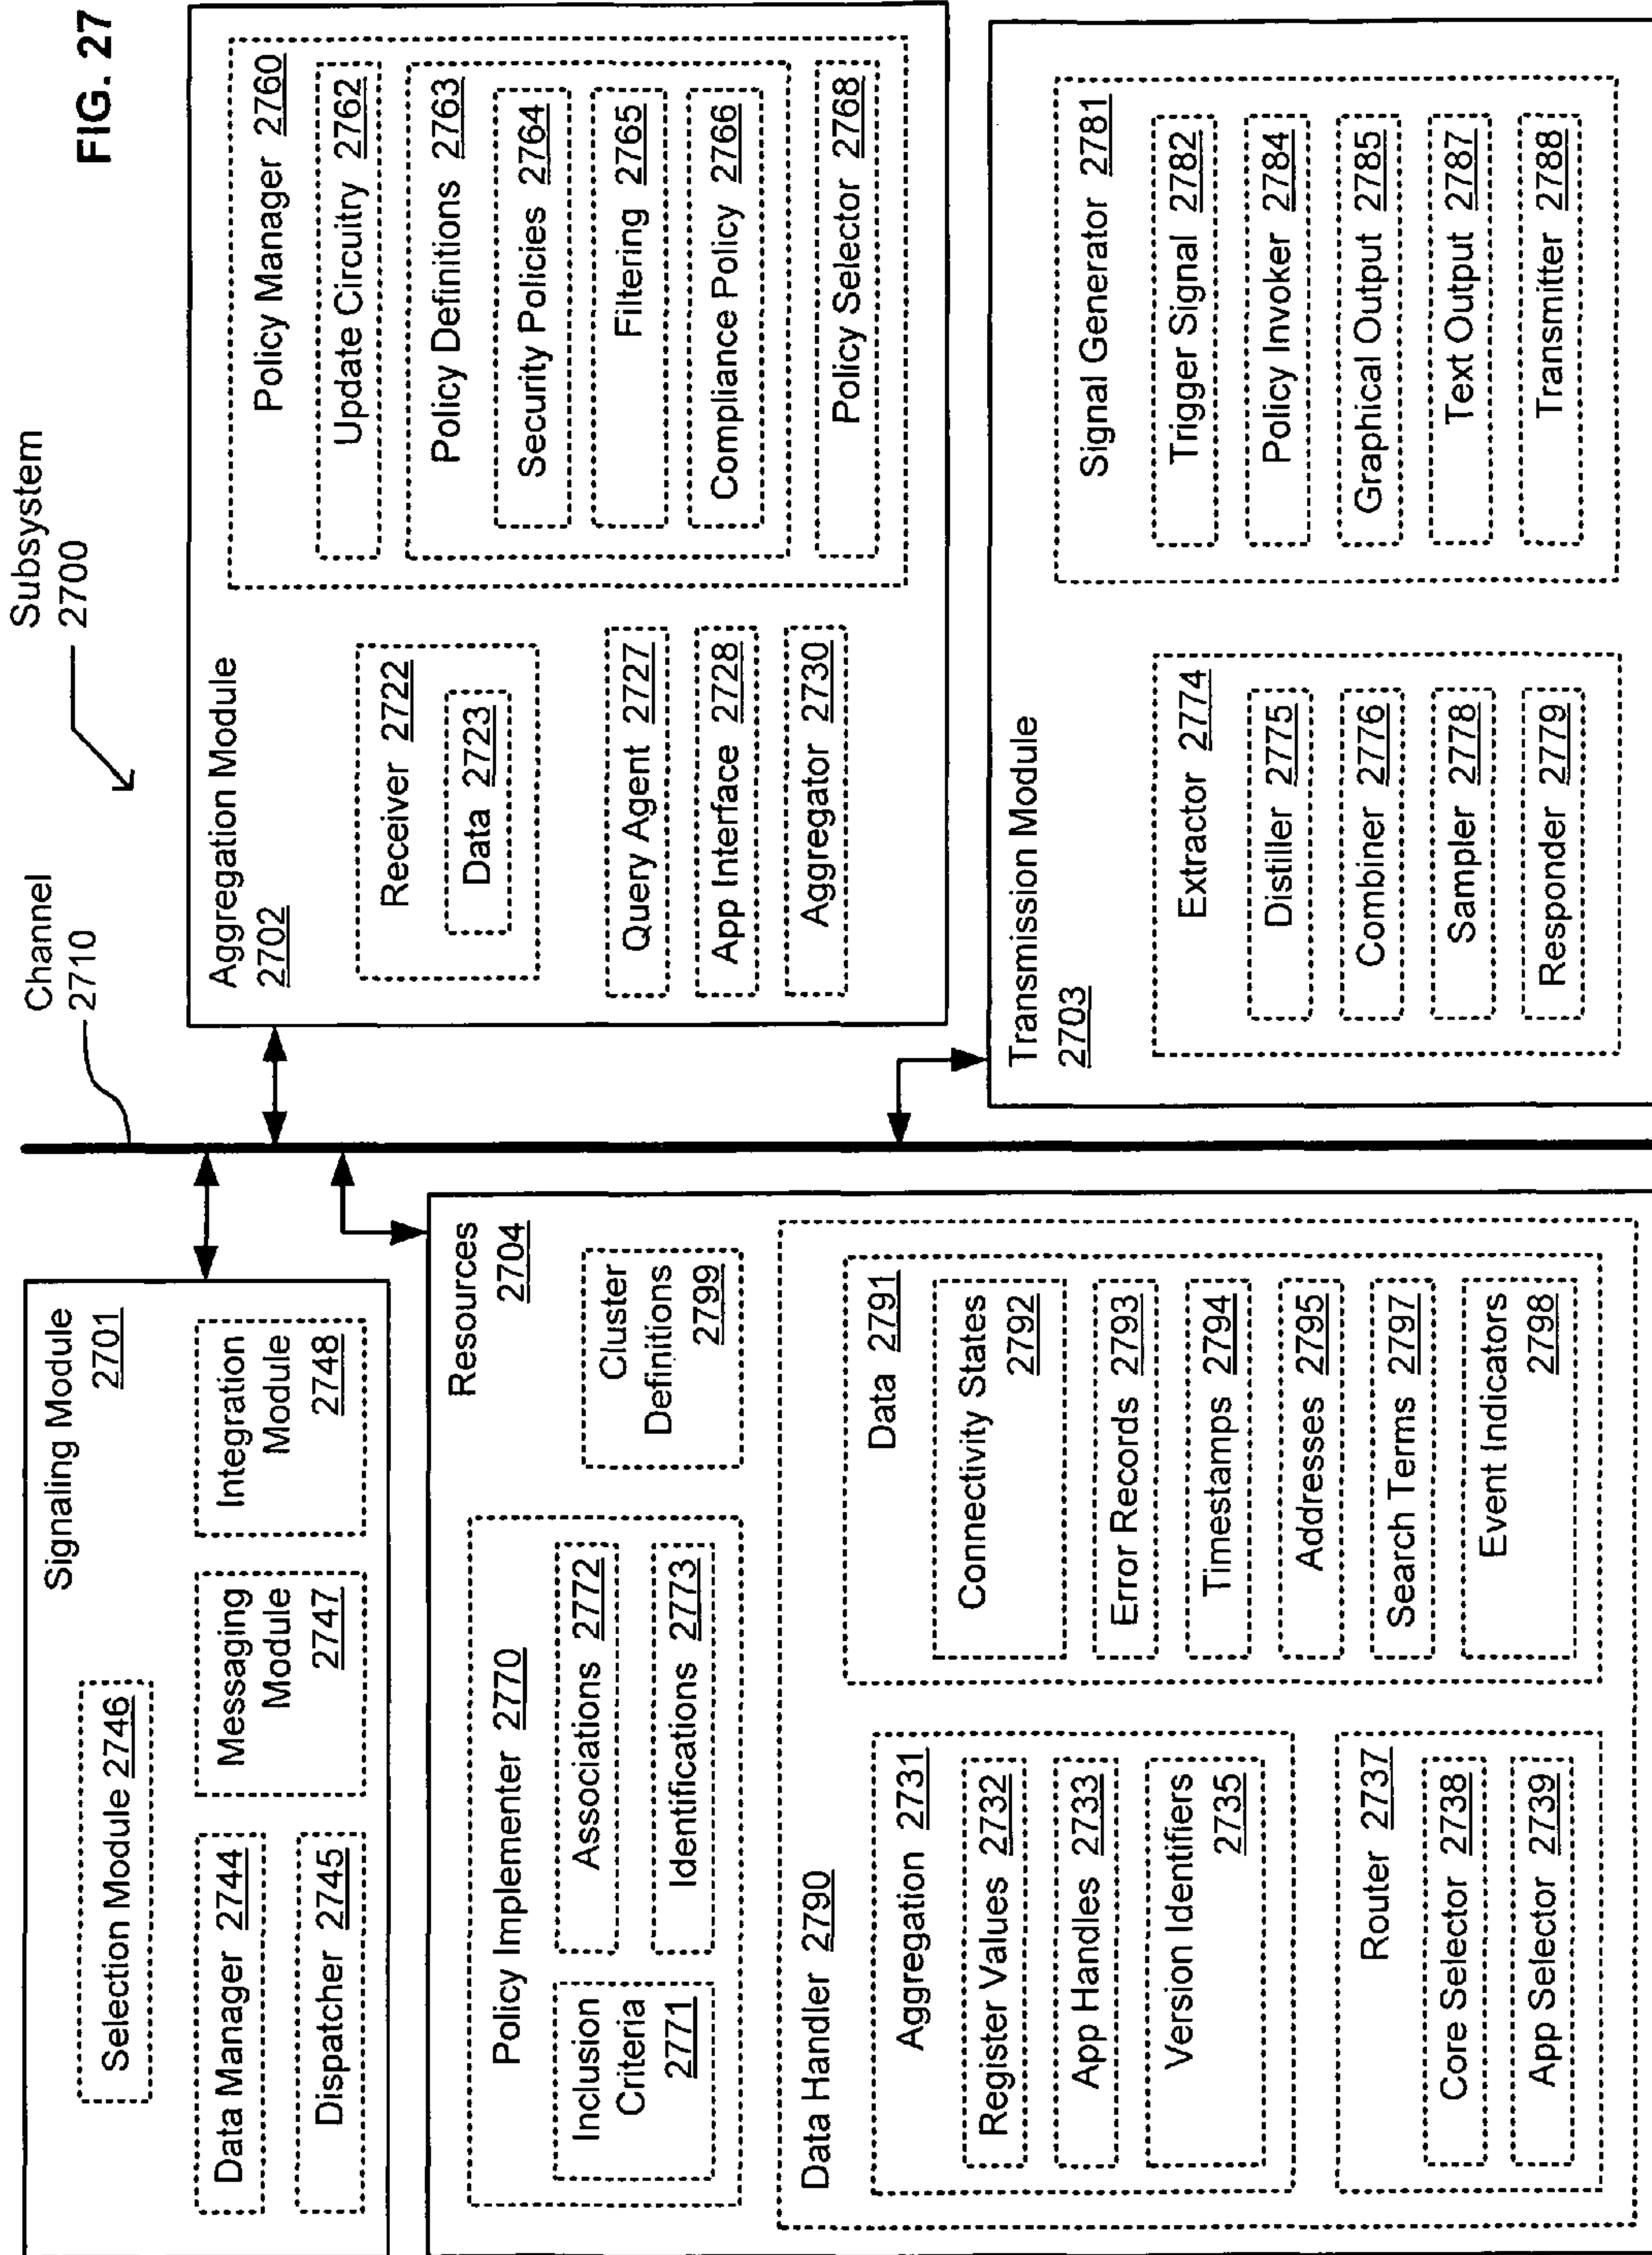 FIG. 27
Subsystem
2700
Channel
2710
Signaling Module
2701
Selection Module 2746
Data Manager 2744
Dispatcher 2745
Messaging
Module
2747
Integration
Module
2748
Resources
2704
Policy Implementer 2770
Inclusion
Criteria
2771
Associations 2772
Identifications 2773
Cluster
Definitions
2799
Data Handler 2790
Aggregation 2731
Register Values 2732
App Handles 2733
Version Identifiers
2735
Router 2737
Core Selector 2738
App Selector 2739
Data 2791
Connectivity States
2792
Error Records 2793
Timestamps 2794
Addresses 2795
Search Terms 2797
Event Indicators
2798
Aggregation Module
2702
Receiver 2722
Data 2723
Query Agent 2727
App Interface 2728
Aggregator 2730
Policy Manager 2760
Update Circuitry 2762
Policy Definitions 2763
Security Policies 2764
Filtering 2765
Compliance Policy 2766
Policy Selector 2768
Transmission Module
2703
Extractor 2774
Distiller 2775
Combiner 2776
Sampler 2778
Responder 2779
Signal Generator 2781
Trigger Signal 2782
Policy Invoker 2784
Graphical Output 2785
Text Output 2787
Transmitter 2788